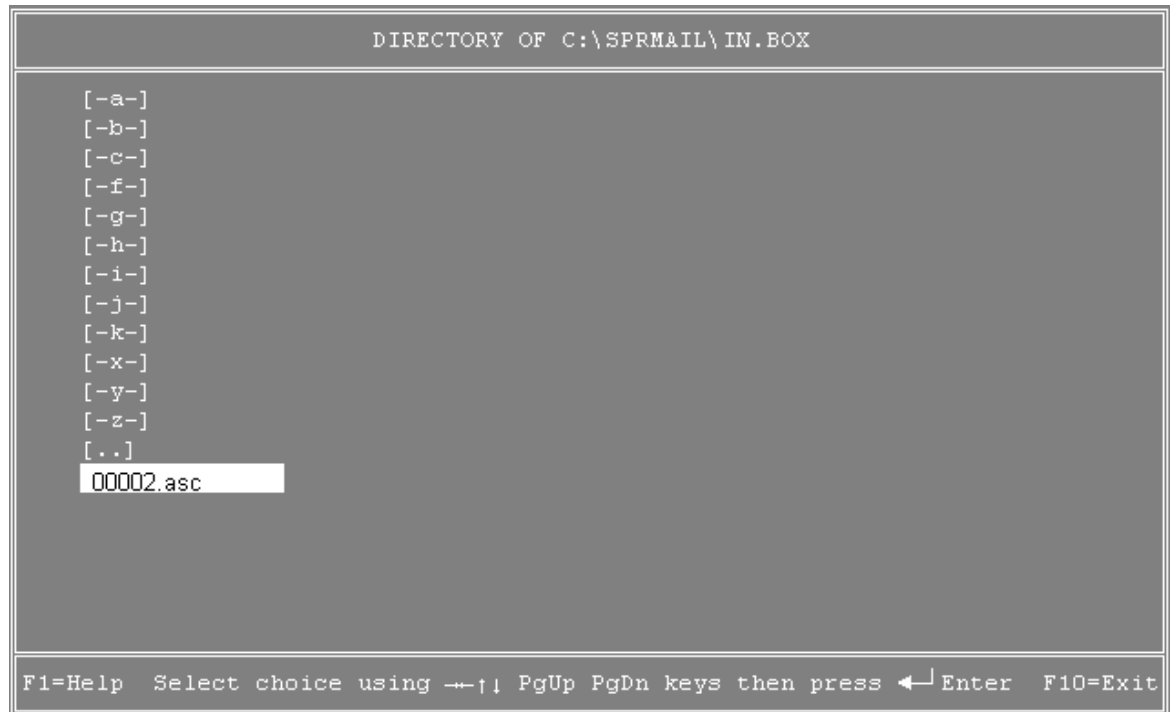 DIRECTORY OF C:\SPRMAIL\IN.BOX
[-a-]
[-b-]
[-c-]
[-f-]
[-g-]
[-h-]
[-i-]
[-j-]
[-k-]
[-x-]
[-y-]
[-z-]
[..]
00002.asc
F1=Help Select choice using →←↑↓ PgUp PgDn keys then press ◄┘Enter F10=Exit